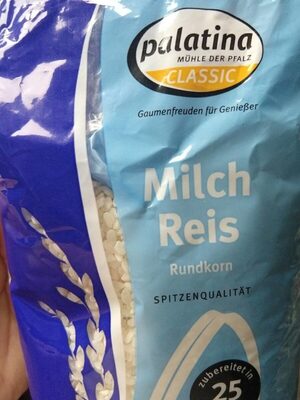 palatina
MÜHLE DER PFALZ
CLASSIC
Gaumenfreuden für Genießer
Milch
Reis
Rundkorn
SPITZENQUALITÄT
zubereitet in
25